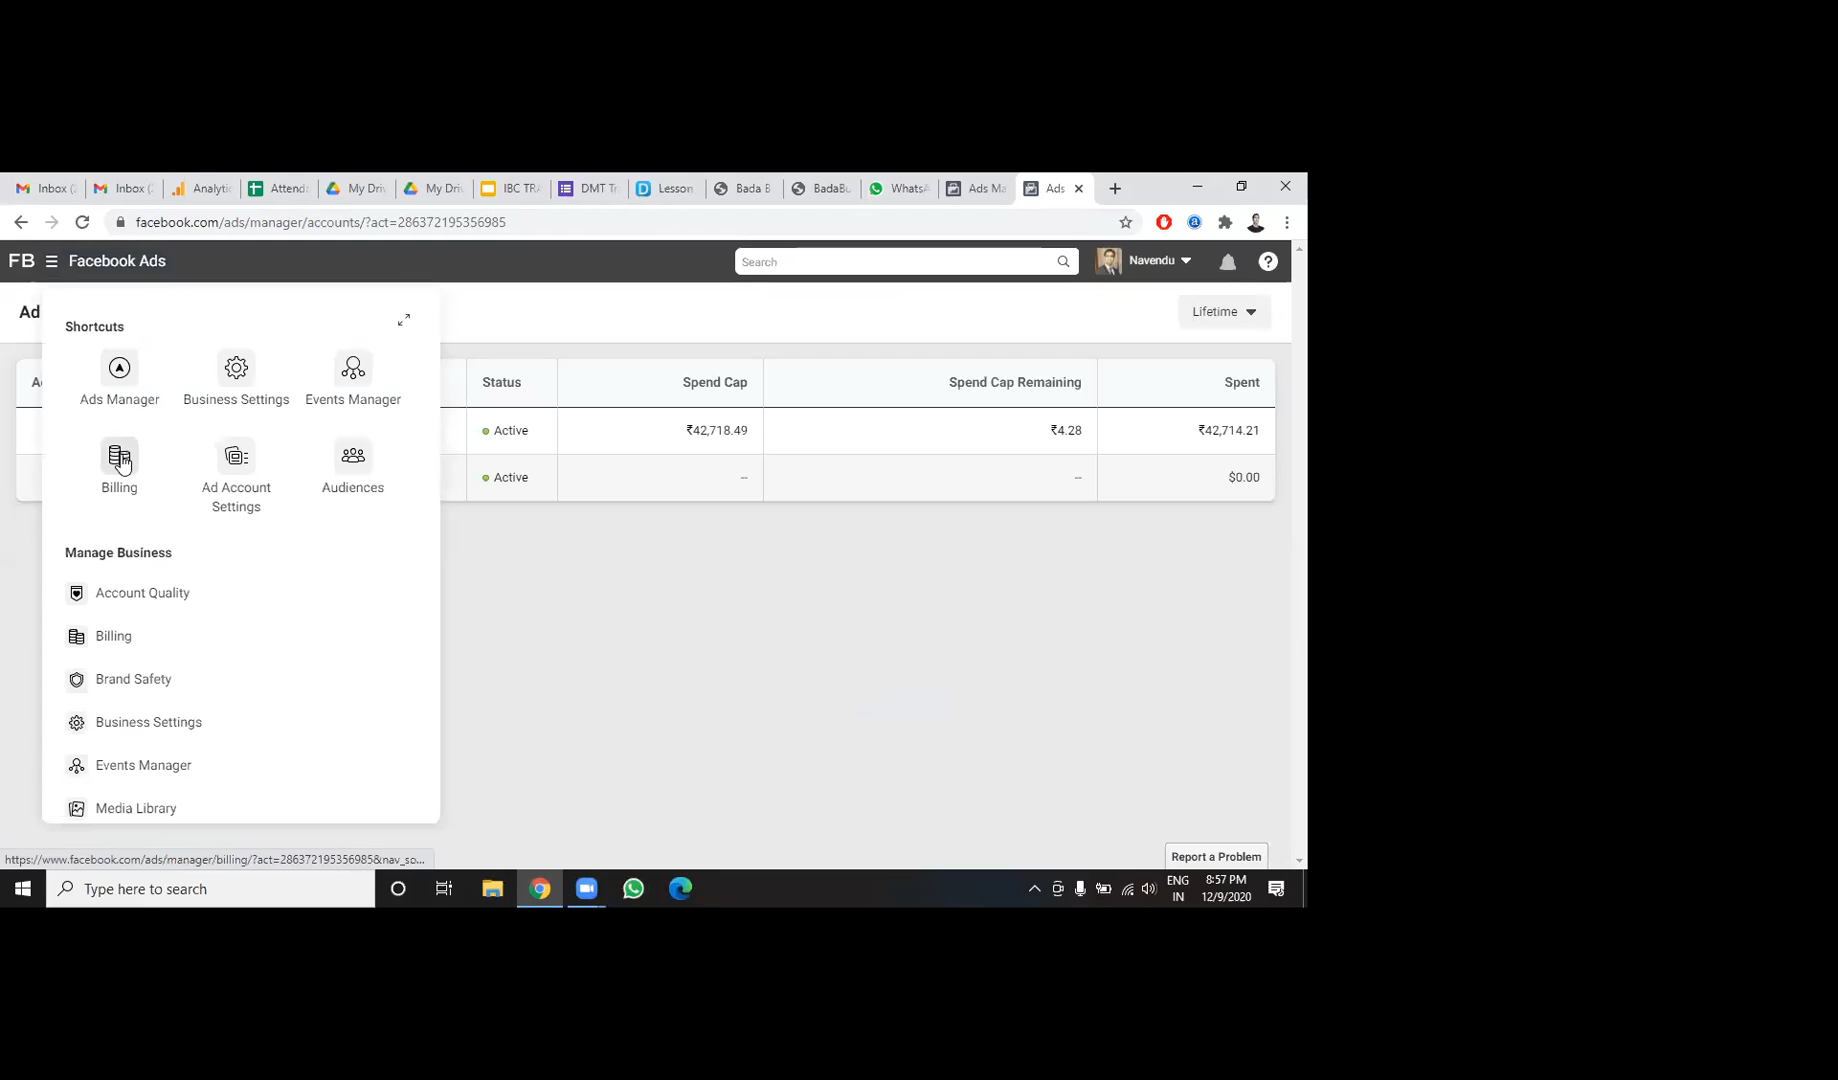 Inbox (
Inbox (
Analyti
Attend
My Driv
My Driv
IBC TRA
DMT Tr
Lesson
Bada B
BadaBu
WhatsA
Ads Ma
Ads
facebook.com/ads/manager/accounts/?act=286372195356985
FB Facebook Ads
Search
Navendu
Ad
Lifetime
Shortcuts
Ads Manager
Business Settings
Events Manager
Billing
Ad Account Settings
Audiences
Status
Spend Cap
Spend Cap Remaining
Spent
Active
₹42,718.49
₹4.28
₹42,714.21
Active
--
--
$0.00
Manage Business
Account Quality
Billing
Brand Safety
Business Settings
Events Manager
Media Library
https://www.facebook.com/ads/manager/billing/?act=286372195356985&nav_so...
Report a Problem
Type here to search
ENG
IN
8:57 PM
12/9/2020